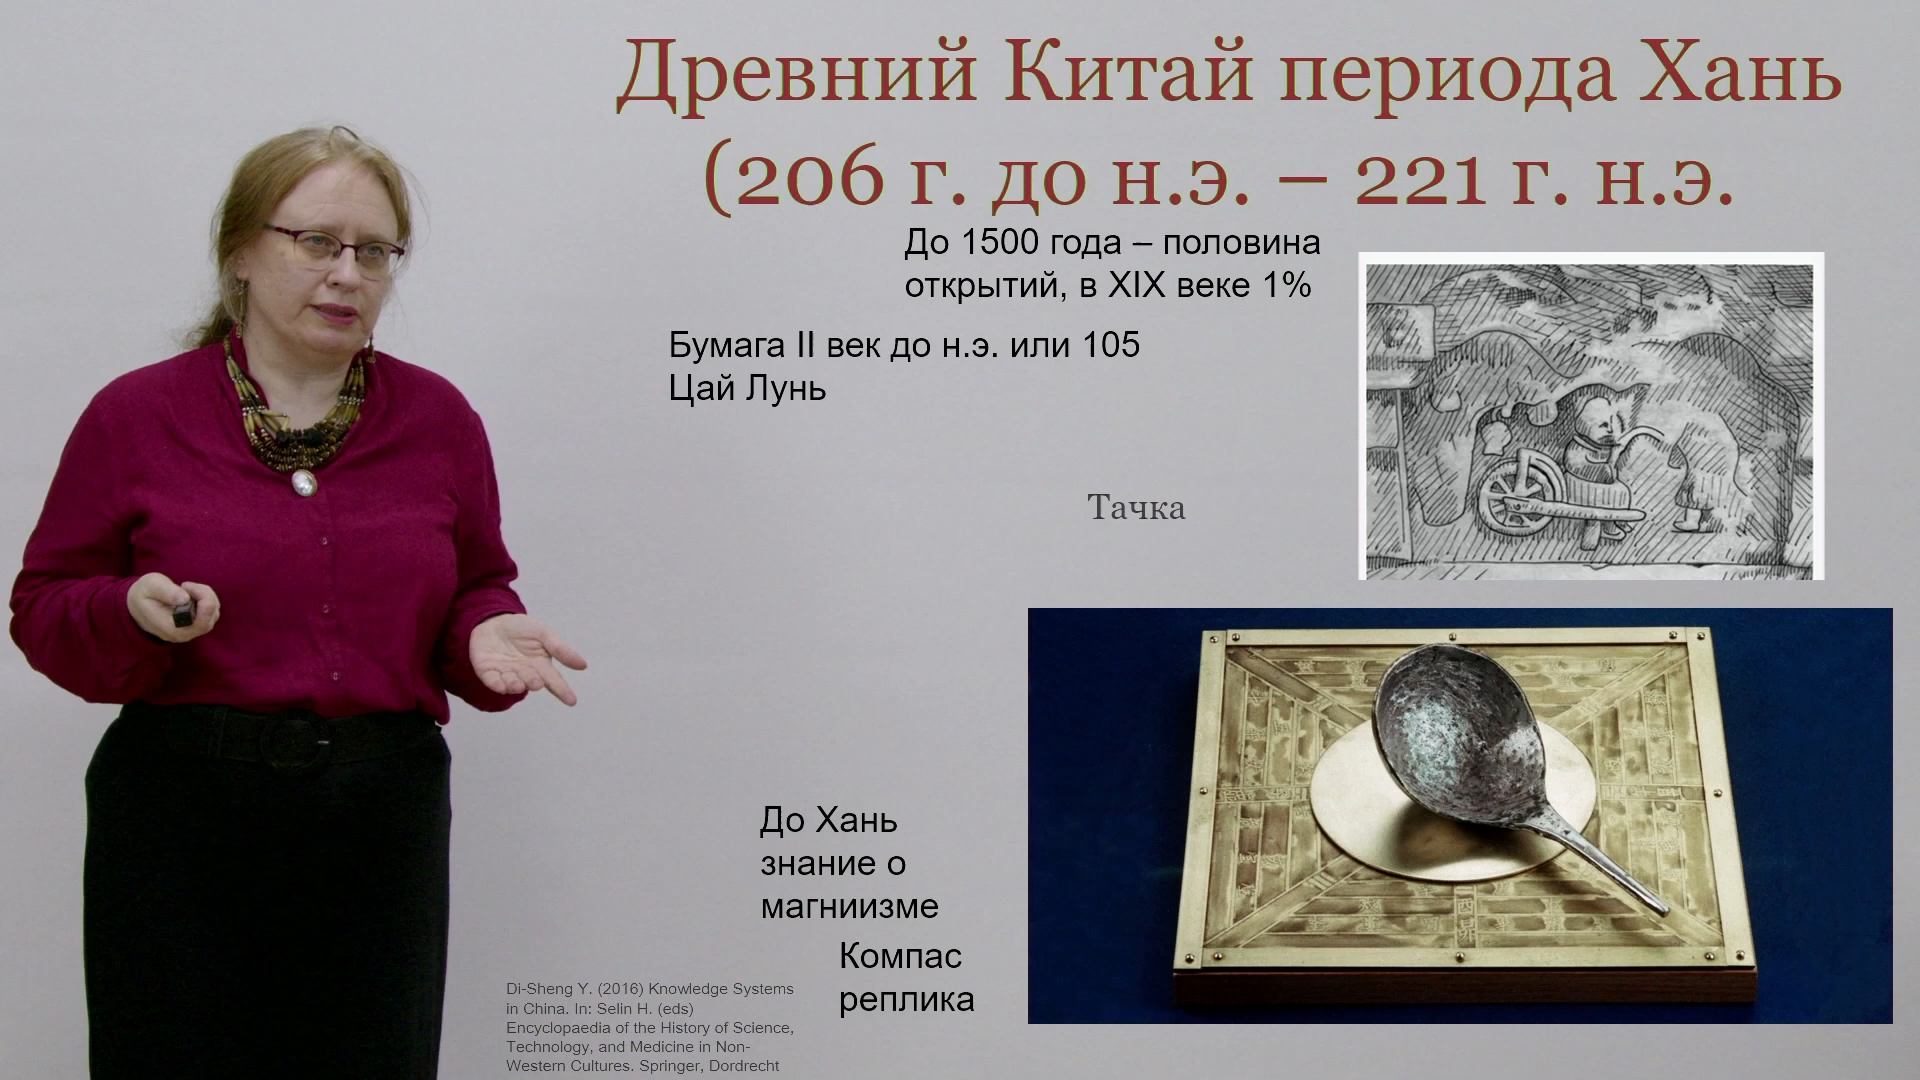 Древний Китай периода Хань
(206 г. до н.э. – 221 г. н.э.
До 1500 года – половина
открытий, в XIX веке 1%
Бумага II век до н.э. или 105
Цай Лунь
Тачка
До Хань
знание о
магниизме
Компас
реплика
Di-Sheng Y. (2016) Knowledge Systems
in China. In: Selin H. (eds)
Encyclopaedia of the History of Science,
Technology, and Medicine in Non-
Western Cultures. Springer, Dordrecht